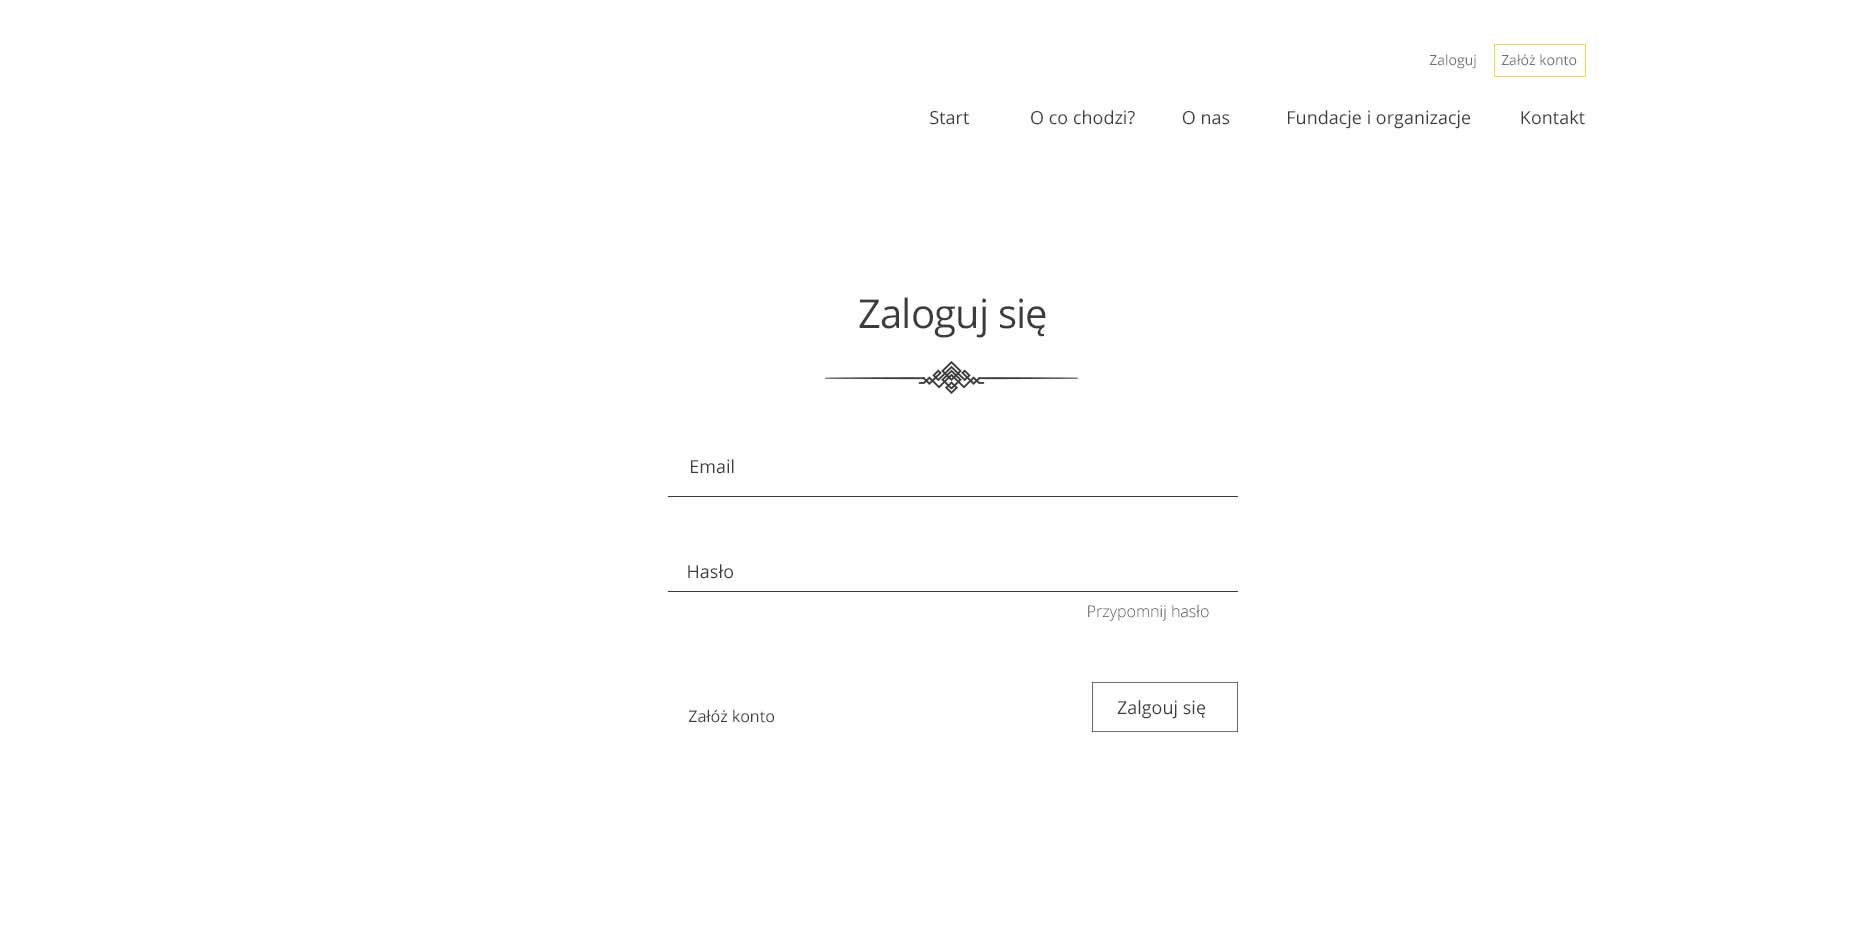 Zaloguj Załóż konto
Start O co chodzi? O nas Fundacje i organizacje Kontakt
Zaloguj się
Email
Hasło
Przypomnij hasło
Załóż konto Zalgouj się